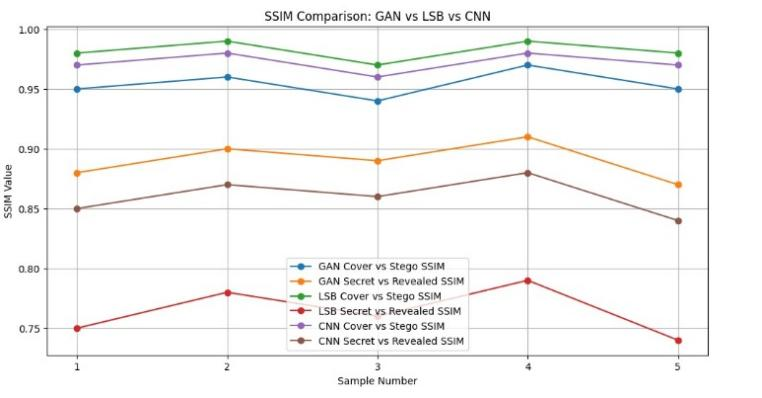 SSIM Comparison: GAN vs LSB vs CNN
1.00
0.95
0.90
0.85
0.80
0.75
SSIM Value
GAN Cover vs Stego SSIM
GAN Secret vs Revealed SSIM
LSB Cover vs Stego SSIM
LSB Secret vs Revealed SSIM
CNN Cover vs Stego SSIM
CNN Secret vs Revealed SSIM
1 2 3 4 5
Sample Number